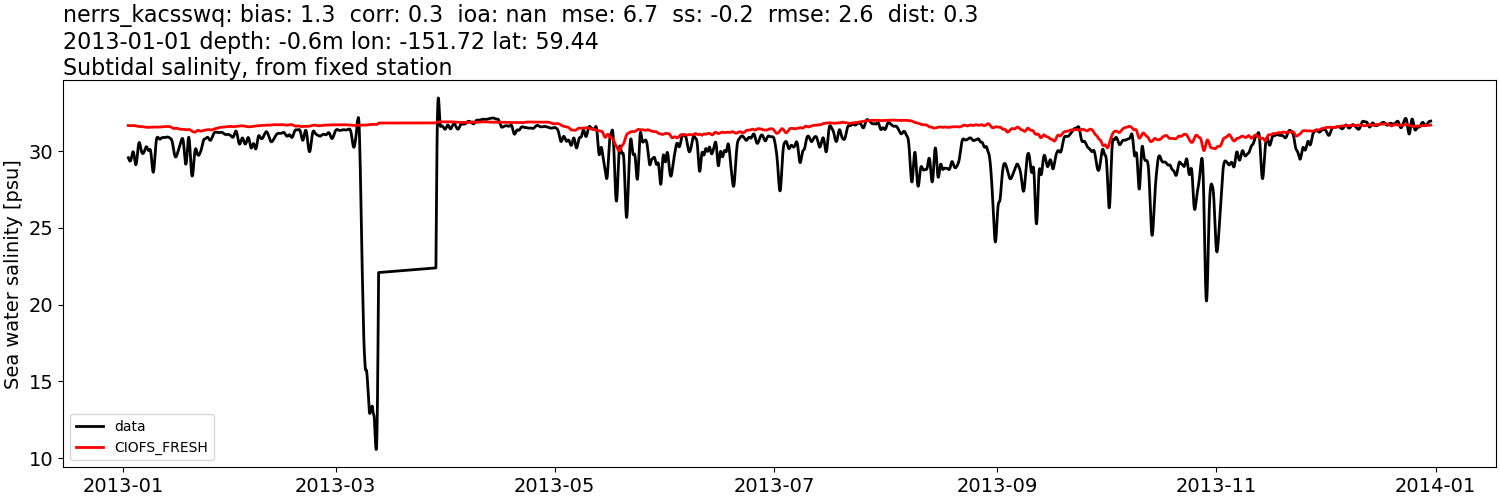 nerrs_kacsswq: bias: 1.3  corr: 0.3  ioa: nan  mse: 6.7  ss: -0.2  rmse: 2.6  dist: 0.3
2013-01-01 depth: -0.6m lon: -151.72 lat: 59.44
Subtidal salinity, from fixed station
Sea water salinity [psu]
30
25
20
15
10
data
CIOFS_FRESH
2013-01
2013-03
2013-05
2013-07
2013-09
2013-11
2014-01